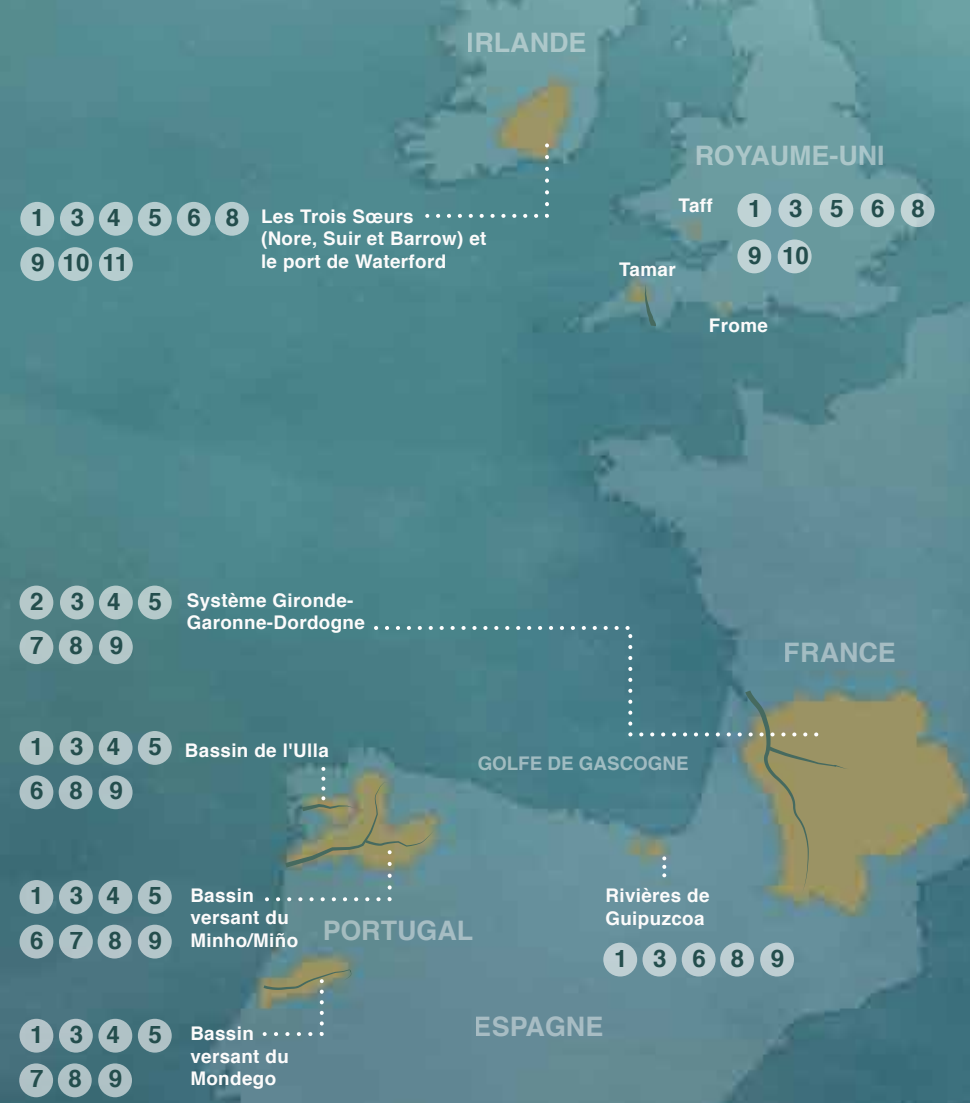 IRLANDE
ROYAUME-UNI
Taff
1 3 5 6 8
9 10
Tamar
Frome
1 3 4 5 6 8
9 10 11
Les Trois Sœurs
(Nore, Suir et Barrow) et
le port de Waterford
2 3 4 5
7 8 9
Système Gironde-
Garonne-Dordogne
FRANCE
GOLFE DE GASCOGNE
1 3 4 5
6 8 9
Bassin de l'Ulla
1 3 4 5
6 7 8 9
Bassin
versant du
Minho/Miño
PORTUGAL
Rivières de
Guipuzcoa
1 3 6 8 9
ESPAGNE
1 3 4 5
7 8 9
Bassin
versant du
Mondego